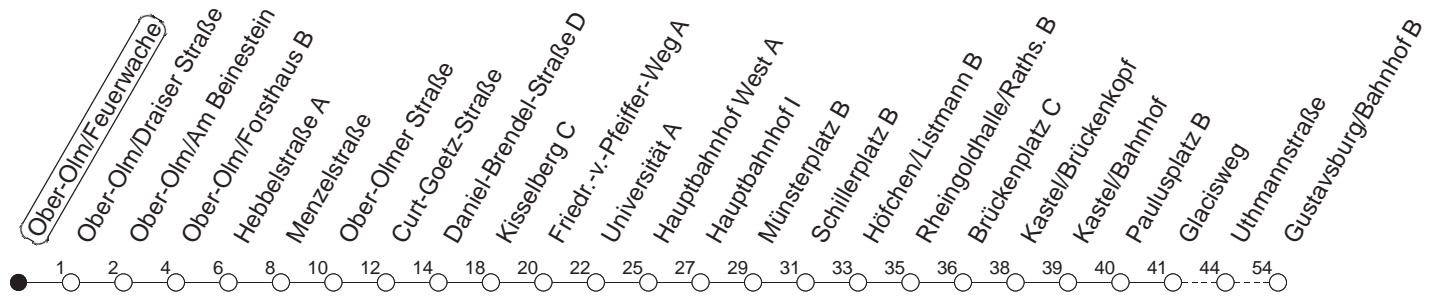 Ober-Olm/Feuerwache
Ober-Olm/Draiser Straße
Ober-Olm/Am Beinestein
Ober-Olm/Forsthaus B
Hebbelstraße A
Menzelstraße
Ober-Olmer Straße
Curt-Goetz-Straße
Daniel-Brendel-Straße D
Kisselberg C
Friedr.-v.-Pfeiffer-Weg A
Universität A
Hauptbahnhof West A
Hauptbahnhof I
Münsterplatz B
Schillerplatz B
Höfchen/Listmann B
Rheingoldhalle/Raths. B
Brückenplatz C
Kastel/Brückenkopf
Kastel/Bahnhof
Paulusplatz B
Glacisweg
Uthmannstraße
Gustavsburg/Bahnhof B
1 2 4 6 8 10 12 14 18 20 22 25 27 29 31 33 35 36 38 39 40 41 44 54